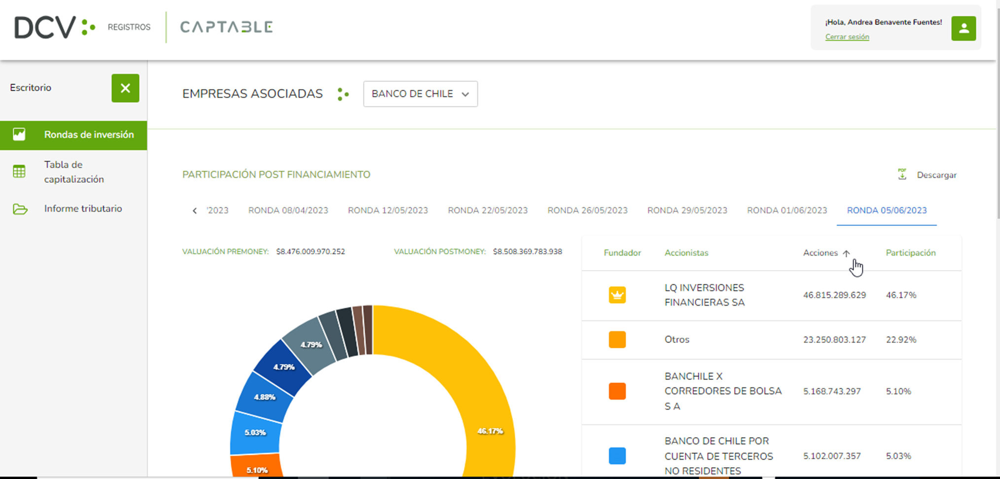 DCV REGISTROS CAPTABLE
¡Hola, Andrea Benavente Fuentes!
Cerrar sesión
Escritorio
Rondas de inversión
Tabla de
capitalización
Informe tributario
EMPRESAS ASOCIADAS BANCO DE CHILE
PARTICIPACIÓN POST FINANCIAMIENTO
PDF Descargar
'/2023 RONDA 08/04/2023 RONDA 12/05/2023 RONDA 22/05/2023 RONDA 26/05/2023 RONDA 29/05/2023 RONDA 01/06/2023 RONDA 05/06/2023
VALUACIÓN PREMONEY: $8.476.009.970.252 VALUACIÓN POSTMONEY: $8.508.369.783.938
4.79%
4.79%
4.88%
5.03%
46.17%
5.10%
Fundador Accionistas Acciones Participación
LQ INVERSIONES
FINANCIERAS SA
46.815.289.629 46.17%
Otros 23.250.803.127 22.92%
BANCHILE X
CORREDORES DE BOLSA
S A
5.168.743.297 5.10%
BANCO DE CHILE POR
CUENTA DE TERCEROS
NO RESIDENTES
5.102.007.357 5.03%